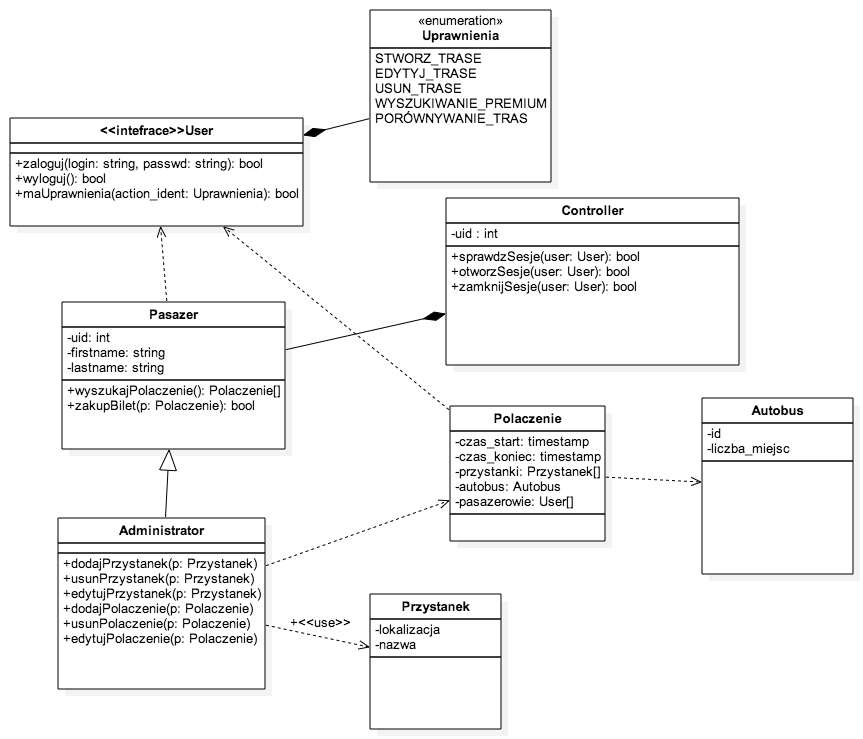 «enumeration»
Uprawnienia
STWORZ_TRASE
EDYTYJ_TRASE
USUN_TRASE
WYSZUKIWANIE_PREMIUM
PORÓWNYWANIE_TRAS
<<intefrace>>User
+zaloguj(login: string, passwd: string): bool
+wyloguj(): bool
+maUprawnienia(action_ident: Uprawnienia): bool
Controller
-uid : int
+sprawdzSesje(user: User): bool
+otworzSesje(user: User): bool
+zamknijSesje(user: User): bool
Pasazer
-uid: int
-firstname: string
-lastname: string
+wyszukajPolaczenie(): Polaczenie[]
+zakupBilet(p: Polaczenie): bool
Polaczenie
-czas_start: timestamp
-czas_koniec: timestamp
-przystanki: Przystanek[]
-autobus: Autobus
-pasazerowie: User[]
Autobus
-id
-liczba_miejsc
Administrator
+dodajPrzystanek(p: Przystanek)
+usunPrzystanek(p: Przystanek)
+edytujPrzystanek(p: Przystanek)
+dodajPolaczenie(p: Polaczenie)
+usunPolaczenie(p: Polaczenie)
+edytujPolaczenie(p: Polaczenie)
+<<use>>
Przystanek
-lokalizacja
-nazwa